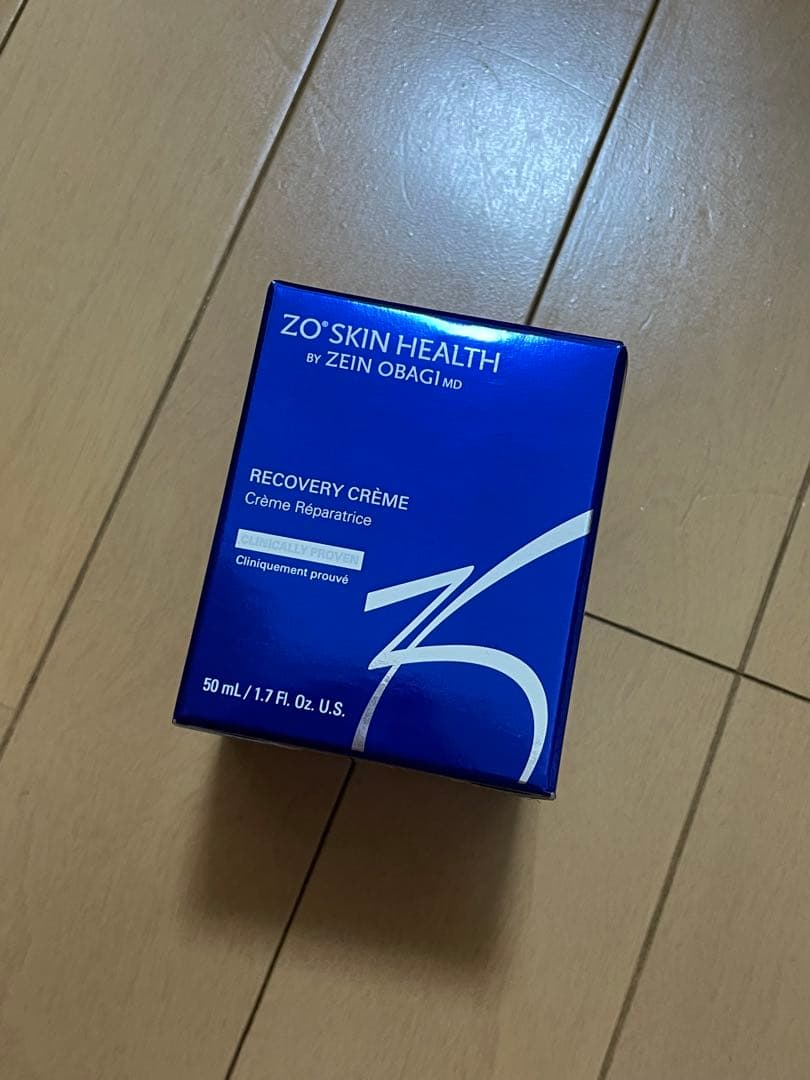 ZO® SKIN HEALTH
BY ZEIN OBAGI MD
RECOVERY CRÈME
Crème Réparatrice
CLINICALLY PROVEN
Cliniquement prouvé
50 mL / 1.7 Fl. Oz. U.S.